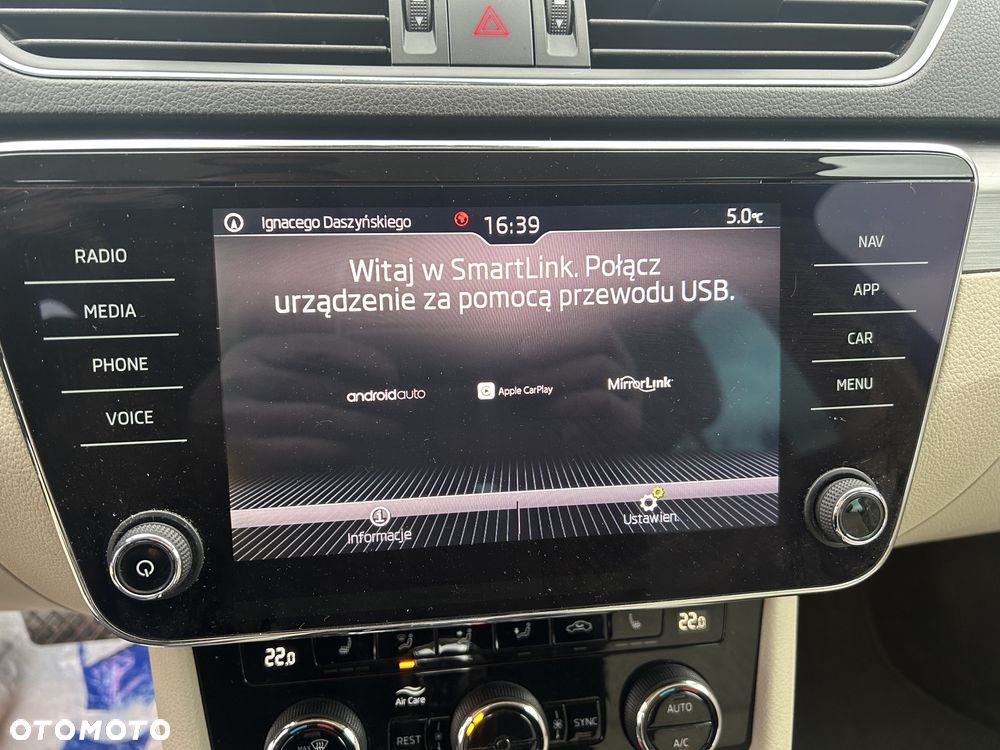 Ignacego Daszyńskiego 16:39 5.0°C
RADIO
MEDIA
PHONE
VOICE
Witaj w SmartLink. Połącz
urządzenie za pomocą przewodu USB.
androidauto Apple CarPlay MirrorLink
Informacje Ustawien.
NAV
APP
CAR
MENU
22.0 22.0
Air Care
MAX REST SYNC AUTO
A/C
OTOMOTO